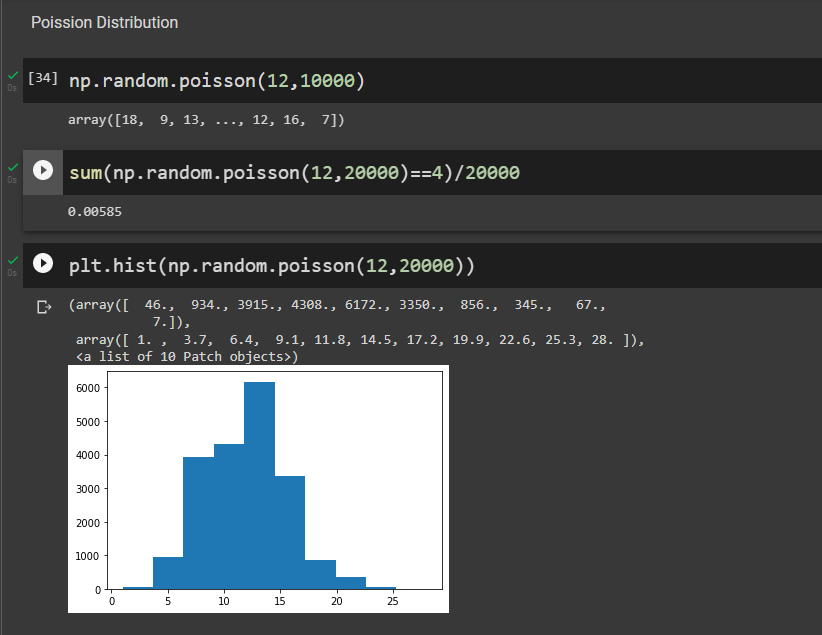 Poission Distribution
[34] np.random.poisson(12,10000)
0s
array([18,  9, 13, ..., 12, 16,  7])
sum(np.random.poisson(12,20000)==4)/20000
0s
0.00585
plt.hist(np.random.poisson(12,20000))
0s
(array([  46.,  934., 3915., 4308., 6172., 3350.,  856.,  345.,   67.,
7.]),
array([ 1. ,  3.7,  6.4,  9.1, 11.8, 14.5, 17.2, 19.9, 22.6, 25.3, 28. ]),
<a list of 10 Patch objects>)
6000
5000
4000
3000
2000
1000
0
0 5 10 15 20 25